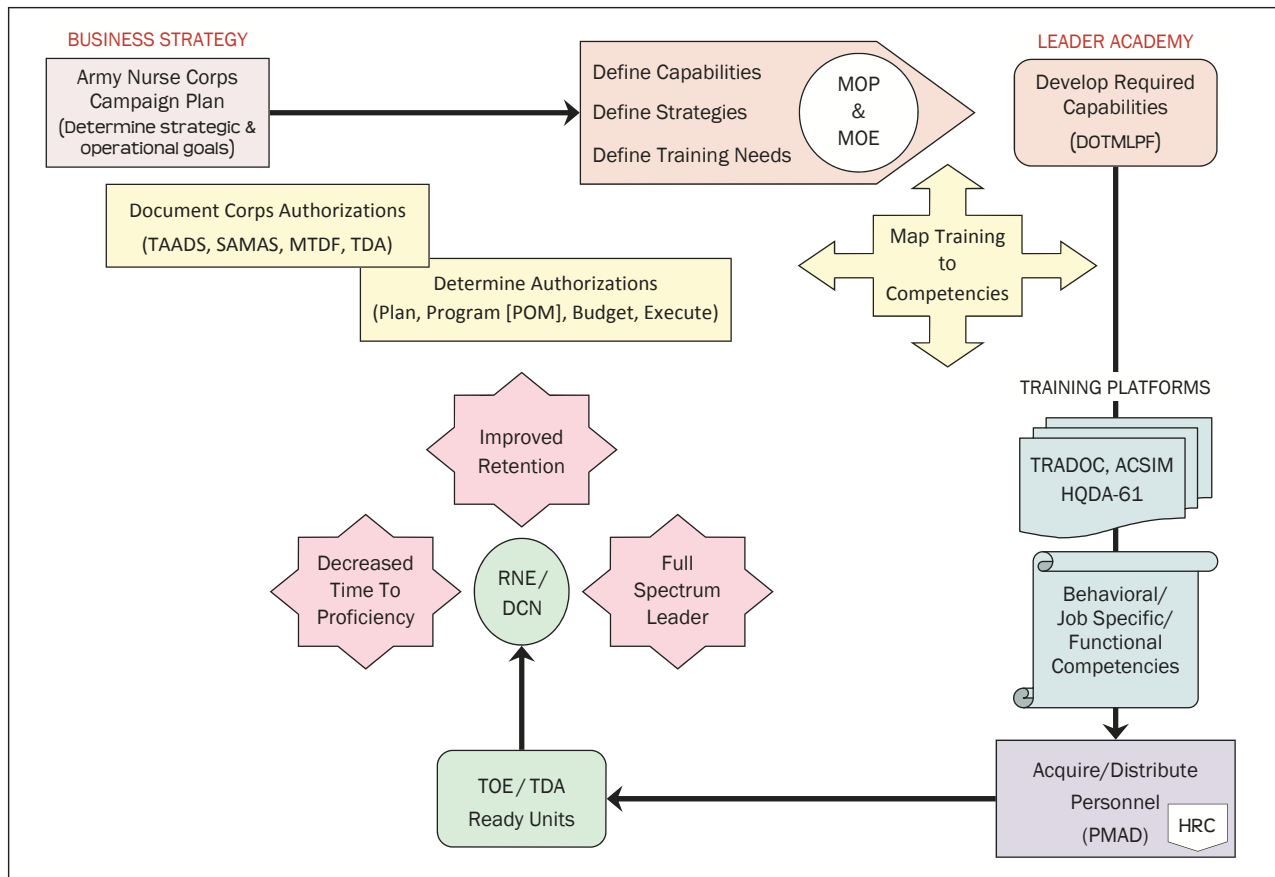 BUSINESS STRATEGY
Army Nurse Corps
Campaign Plan
(Determine strategic &
operational goals)
Define Capabilities
Define Strategies
Define Training Needs
MOP
&
MOE
LEADER ACADEMY
Develop Required
Capabilities
(DOTMLPF)
Document Corps Authorizations
(TAADS, SAMAS, MTDF, TDA)
Determine Authorizations
(Plan, Program [POM], Budget, Execute)
Map Training
to
Competencies
TRAINING PLATFORMS
TRADOC, ACSIM
HQDA-61
Behavioral/
Job Specific/
Functional
Competencies
Improved
Retention
Decreased
Time To
Proficiency
RNE/
DCN
Full
Spectrum
Leader
TOE/TDA
Ready Units
Acquire/Distribute
Personnel
(PMAD)
HRC